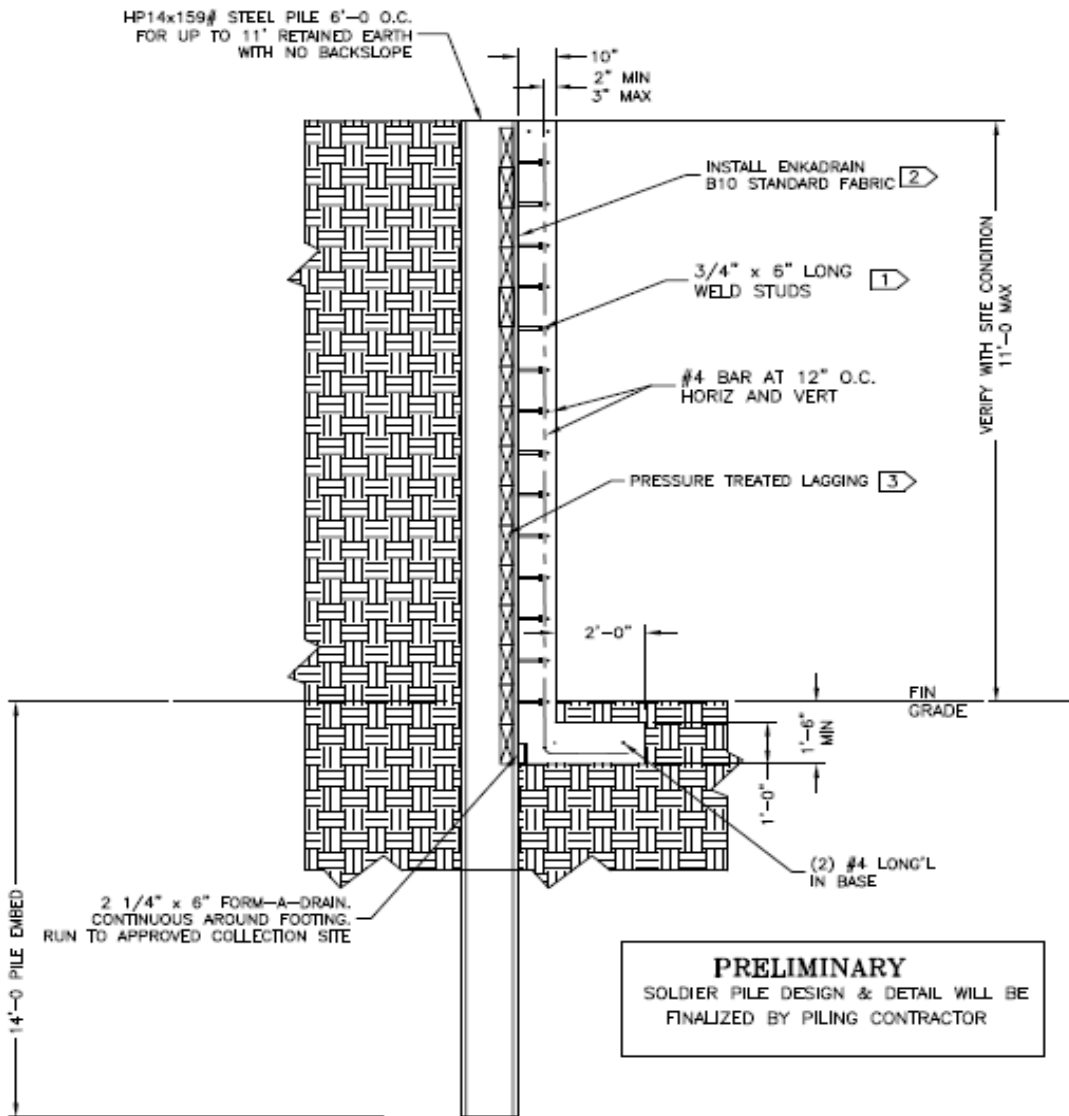 HP14x159# STEEL PILE 6'-0 O.C.
FOR UP TO 11' RETAINED EARTH
WITH NO BACKSLOPE
10"
2" MIN
3" MAX
INSTALL ENKADRAIN
B10 STANDARD FABRIC 2
3/4" x 6" LONG
WELD STUDS 1
#4 BAR AT 12" O.C.
HORIZ AND VERT
PRESSURE TREATED LAGGING 3
VERIFY WITH SITE CONDITION
11'-0 MAX
2'-0"
FIN
GRADE
1'-6"
MIN
1'-0"
(2) #4 LONG'L
IN BASE
2 1/4" x 6" FORM-A-DRAIN.
CONTINUOUS AROUND FOOTING.
RUN TO APPROVED COLLECTION SITE
14'-0 PILE EMBED
PRELIMINARY
SOLDIER PILE DESIGN & DETAIL WILL BE
FINALIZED BY PILING CONTRACTOR